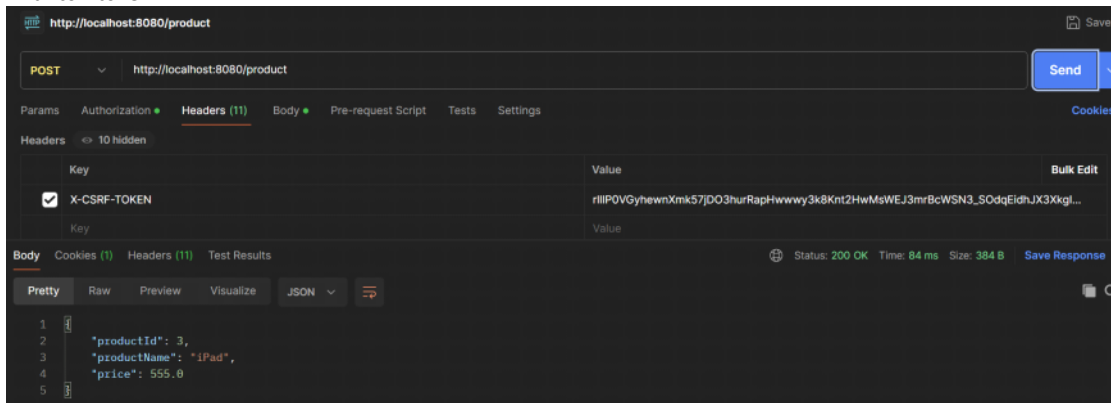 HTTP http://localhost:8080/product Save
POST http://localhost:8080/product Send
Params Authorization Headers (11) Body Pre-request Script Tests Settings Cookies
Headers 10 hidden
Key Value Bulk Edit
X-CSRF-TOKEN
Key Value
Body Cookies (1) Headers (11) Test Results Status: 200 OK Time: 84 ms Size: 384 B Save Response
Pretty Raw Preview Visualize JSON
1 {
2 "productId": 3,
3 "productName": "iPad",
4 "price": 555.0
5 }